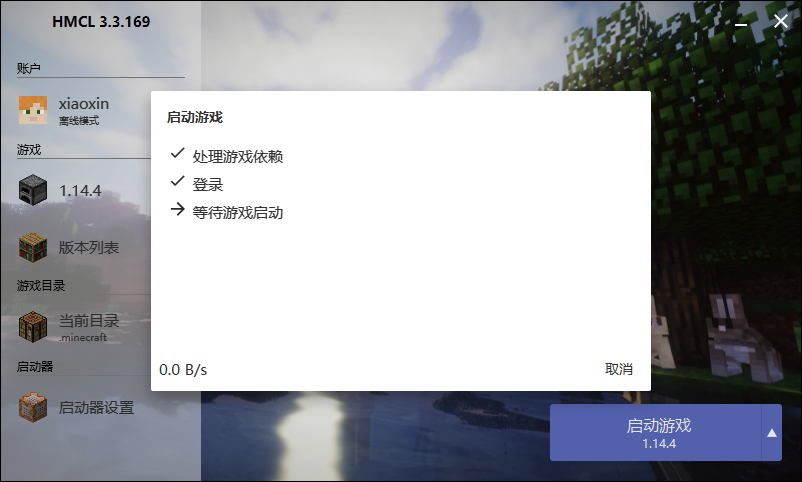 HMCL 3.3.169
账户
xiaoxin
离线模式
游戏
1.14.4
版本列表
游戏目录
当前目录
.minecraft
启动器
启动器设置
启动游戏
处理游戏依赖
登录
等待游戏启动
0.0 B/s
取消
启动游戏
1.14.4